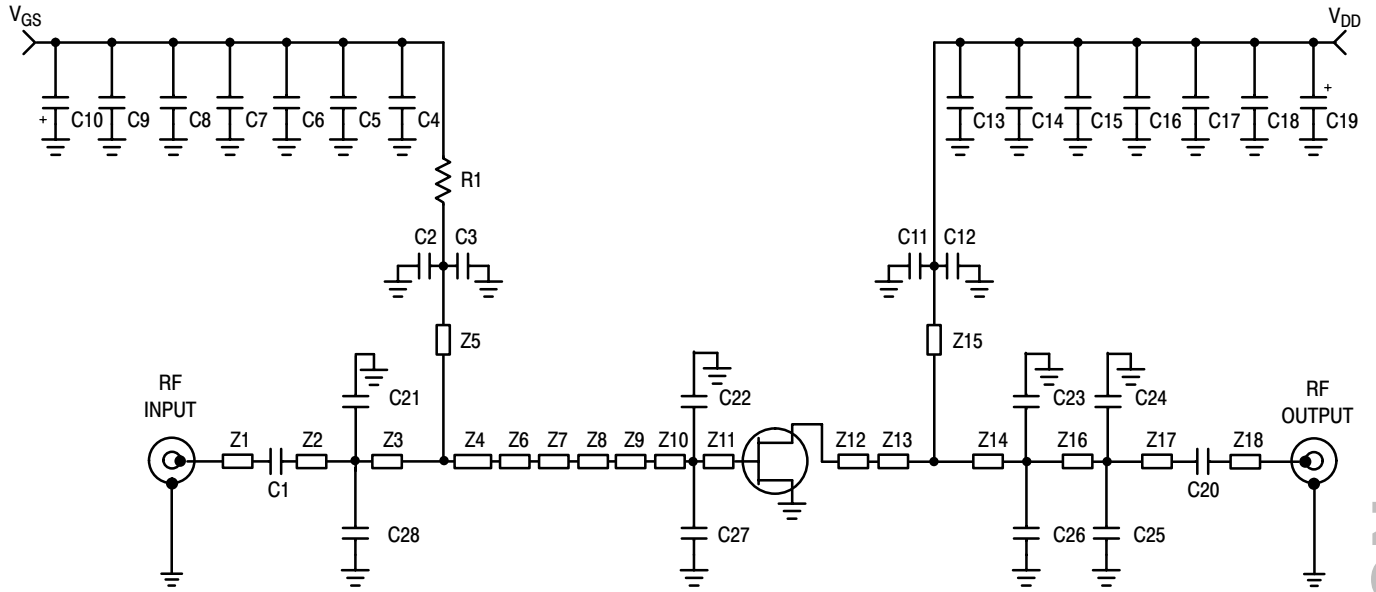 VGS
VDD
C10 C9 C8 C7 C6 C5 C4
C13 C14 C15 C16 C17 C18 C19
+
+
R1
C2 C3
C11 C12
Z5
Z15
RF
INPUT
C21
C22
C23
C24
RF
OUTPUT
Z1 Z2 Z3 Z4 Z6 Z7 Z8 Z9 Z10 Z11 Z12 Z13 Z14 Z16 Z17 Z18
C1
C20
C28
C27
C26
C25